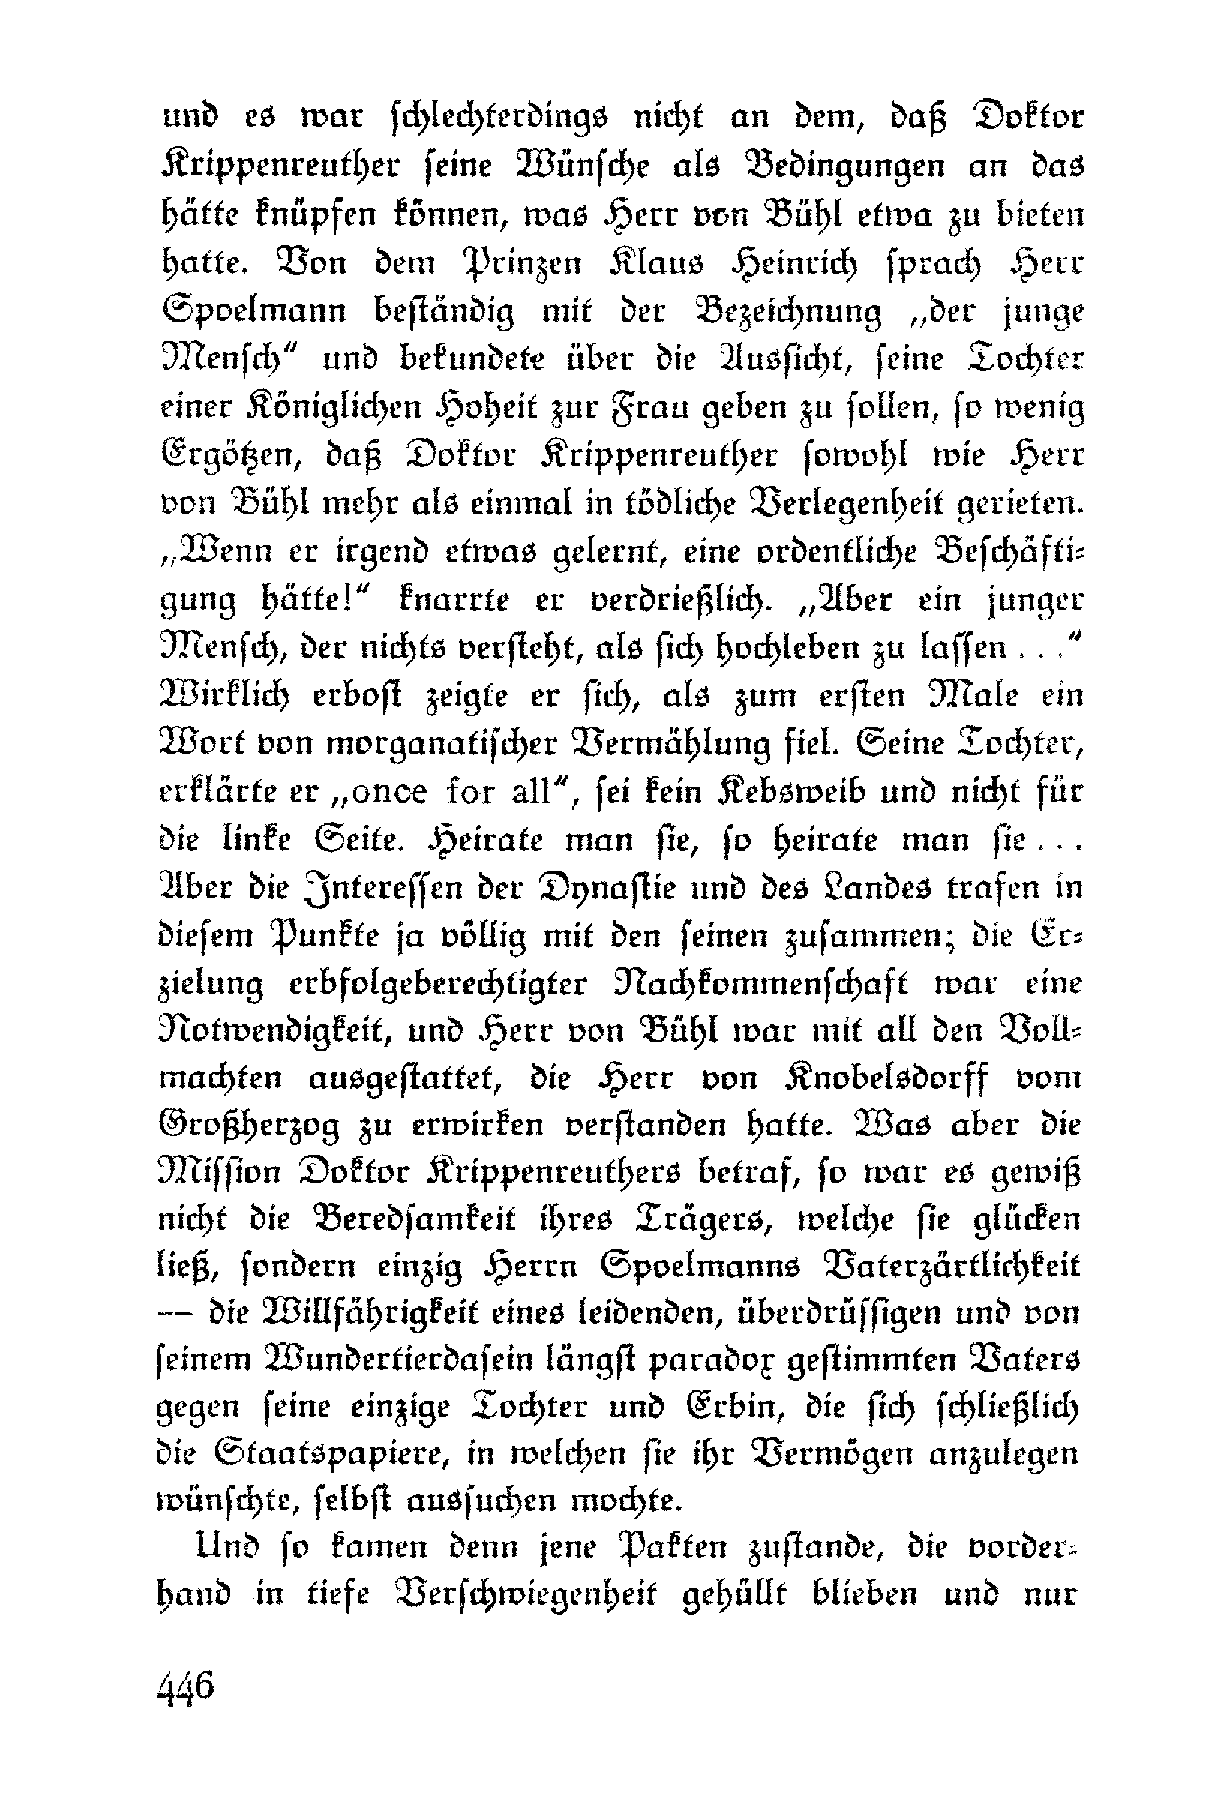 und es war schlechterdings nicht an dem, daß Doktor
Krippenreuther seine Wünsche als Bedingungen an das
hätte knüpfen können, was Herr von Bühl etwa zu bieten
hatte. Von dem Prinzen Klaus Heinrich sprach Herr
Spoelmann beständig mit der Bezeichnung „der junge
Mensch“ und bekundete über die Aussicht, seine Tochter
einer Königlichen Hoheit zur Frau geben zu sollen, so wenig
Ergötzen, daß Doktor Krippenreuther sowohl wie Herr
von Bühl mehr als einmal in tödliche Verlegenheit gerieten.
„Wenn er irgend etwas gelernt, eine ordentliche Beschäfti-
gung hätte!“ knarrte er verdrießlich. „Aber ein junger
Mensch, der nichts versteht, als sich hochleben zu lassen . . .“
Wirklich erbost zeigte er sich, als zum ersten Male ein
Wort von morganatischer Vermählung fiel. Seine Tochter,
erklärte er „once for all“, sei kein Kebsweib und nicht für
die linke Seite. Heirate man sie, so heirate man sie . . .
Aber die Interessen der Dynastie und des Landes trafen in
diesem Punkte ja völlig mit den seinen zusammen; die Er-
zielung erbfolgeberechtigter Nachkommenschaft war eine
Notwendigkeit, und Herr von Bühl war mit all den Voll-
machten ausgestattet, die Herr von Knobelsdorff vom
Großherzog zu erwirken verstanden hatte. Was aber die
Mission Doktor Krippenreuthers betraf, so war es gewiß
nicht die Beredsamkeit ihres Trägers, welche sie glücken
ließ, sondern einzig Herrn Spoelmanns Vaterzärtlichkeit
— die Willfährigkeit eines leidenden, überdrüssigen und von
seinem Wundertierdasein längst paradox gestimmten Vaters
gegen seine einzige Tochter und Erbin, die sich schließlich
die Staatspapiere, in welchen sie ihr Vermögen anzulegen
wünschte, selbst aussuchen mochte.
Und so kamen denn jene Pakten zustande, die vorder-
hand in tiefe Verschwiegenheit gehüllt blieben und nur
446